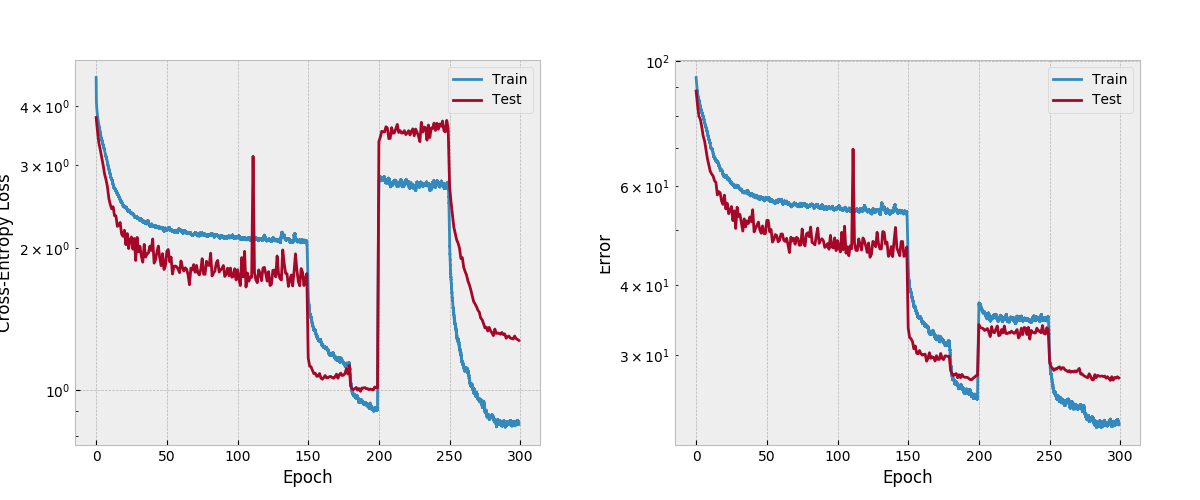 Train
Test
4 × 10⁰
3 × 10⁰
2 × 10⁰
10⁰
Cross-Entropy Loss
0 50 100 150 200 250 300
Epoch
Train
Test
10²
6 × 10¹
4 × 10¹
3 × 10¹
Error
0 50 100 150 200 250 300
Epoch